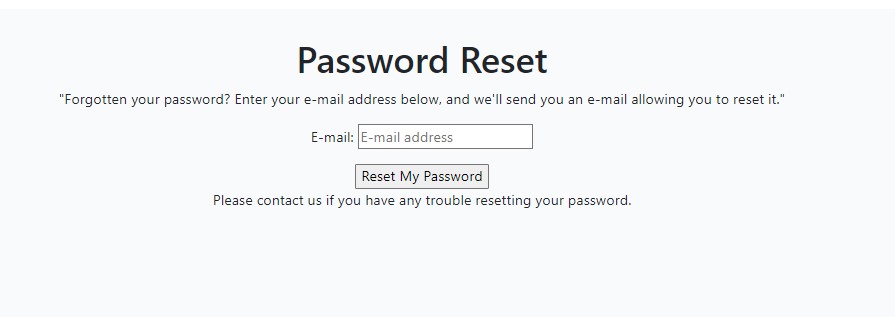 Password Reset
"Forgotten your password? Enter your e-mail address below, and we'll send you an e-mail allowing you to reset it."
E-mail: E-mail address
Reset My Password
Please contact us if you have any trouble resetting your password.